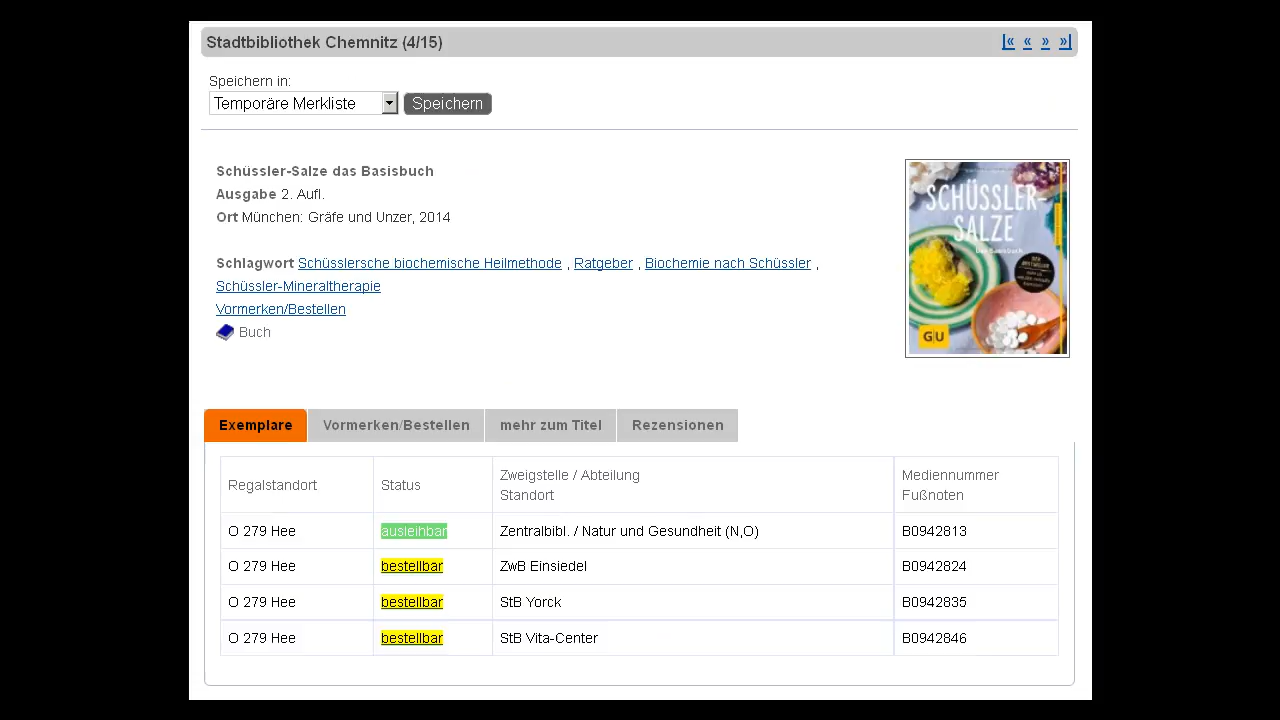 Stadtbibliothek Chemnitz (4/15) |« « » »|
Speichern in:
Temporäre Merkliste Speichern
Schüssler-Salze das Basisbuch
Ausgabe 2. Aufl.
Ort München: Gräfe und Unzer, 2014
Schlagwort Schüsslersche biochemische Heilmethode , Ratgeber , Biochemie nach Schüssler ,
Schüssler-Mineraltherapie
Vormerken/Bestellen
Buch
SCHÜSSLER-
SALZE
Das Basisbuch
G|U
Exemplare Vormerken/Bestellen mehr zum Titel Rezensionen
Regalstandort Status Zweigstelle / Abteilung Mediennummer
Standort Fußnoten
O 279 Hee ausleihbar Zentralbibl. / Natur und Gesundheit (N,O) B0942813
O 279 Hee bestellbar ZwB Einsiedel B0942824
O 279 Hee bestellbar StB Yorck B0942835
O 279 Hee bestellbar StB Vita-Center B0942846